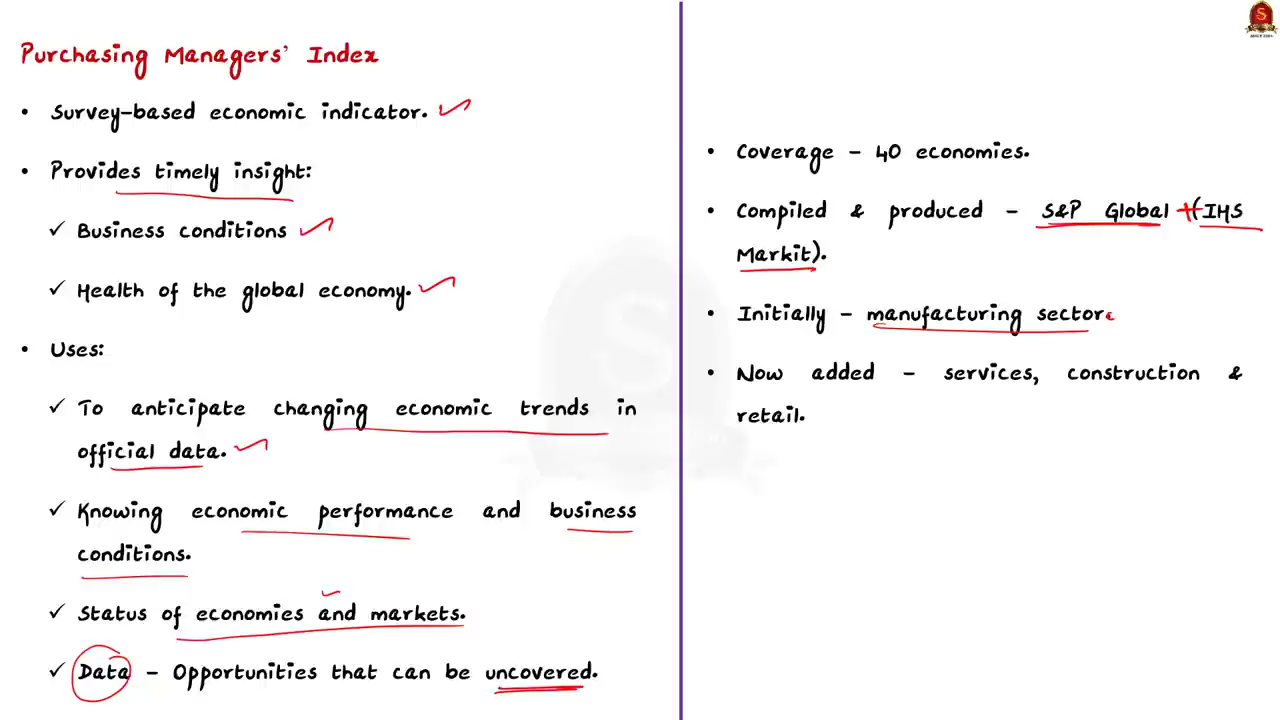 Purchasing Managers' Index
• Survey-based economic indicator.
• Provides timely insight:
✓ Business conditions
✓ Health of the global economy.
• Uses:
✓ To anticipate changing economic trends in
official data.
✓ Knowing economic performance and business
conditions.
✓ Status of economies and markets.
✓ Data – Opportunities that can be uncovered.
• Coverage – 40 economies.
• Compiled & produced – S&P Global (IHS
Markit).
• Initially – manufacturing sector.
• Now added – services, construction &
retail.
S